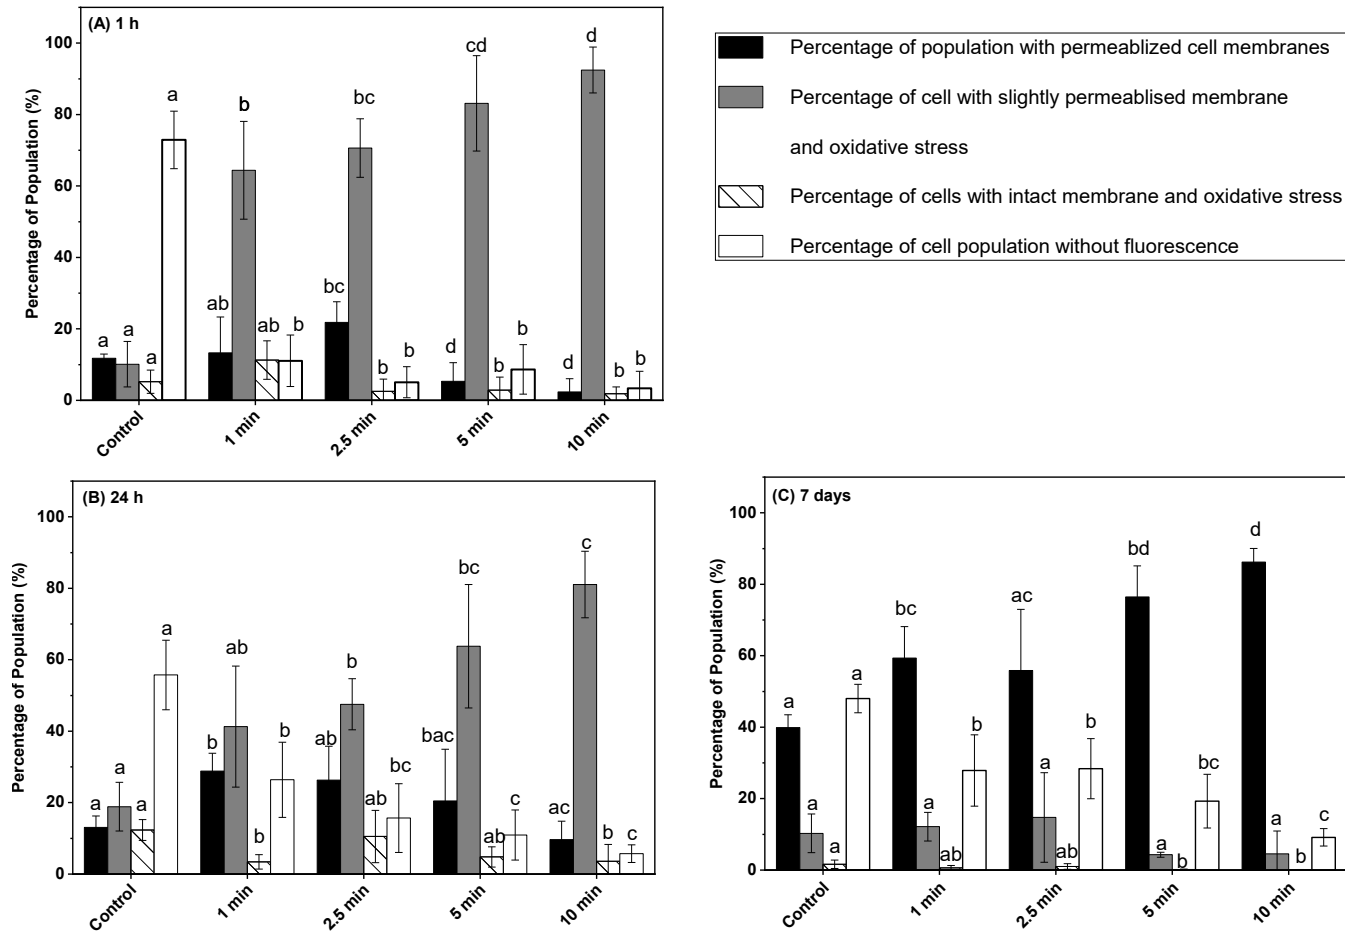 (A) 1 h
Percentage of Population (%)
100
80
60
40
20
0
a
a
a
a
ab
b
ab
b
bc
bc
b
b
d
cd
b
b
d
d
b
b
Control
1 min
2.5 min
5 min
10 min
Percentage of population with permeablized cell membranes
Percentage of cell with slightly permeablised membrane
and oxidative stress
Percentage of cells with intact membrane and oxidative stress
Percentage of cell population without fluorescence
(B) 24 h
Percentage of Population (%)
100
80
60
40
20
0
a
a
a
a
b
ab
b
b
ab
b
ab
bc
bac
bc
ab
c
ac
c
b
c
Control
1 min
2.5 min
5 min
10 min
(C) 7 days
Percentage of Population (%)
100
80
60
40
20
0
a
a
a
a
bc
a
ab
b
ac
a
ab
b
bd
a
b
bc
d
a
b
c
Control
1 min
2.5 min
5 min
10 min